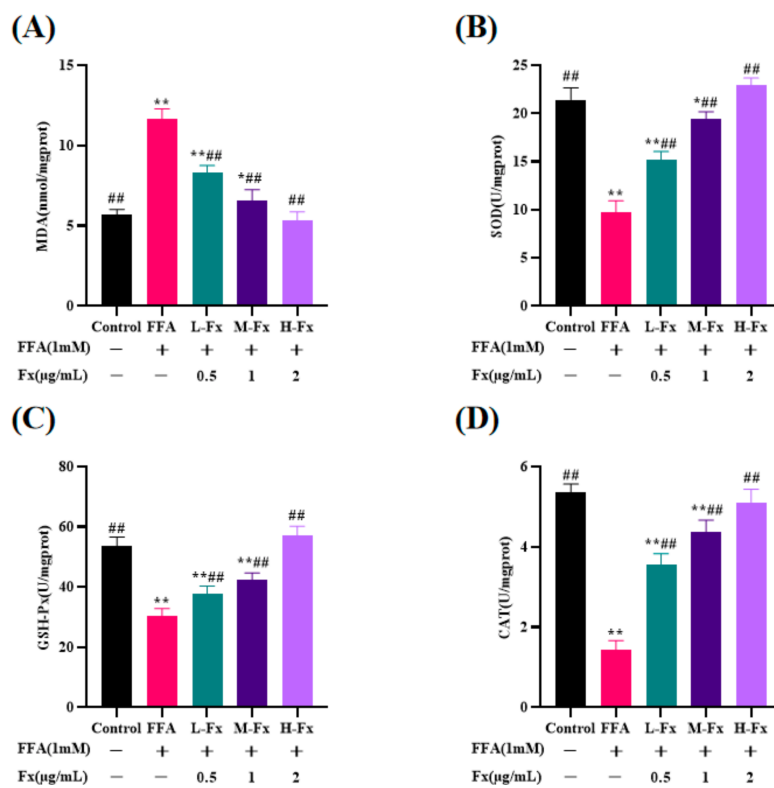 (A)
MDA(nmol/mgprot)
15
10
5
0
##
**
**##
*##
##
Control FFA L-Fx M-Fx H-Fx
FFA(1mM) — + + + +
Fx(μg/mL) — — 0.5 1 2
(B)
SOD(U/mgprot)
25
20
15
10
5
0
##
**
**##
*##
##
Control FFA L-Fx M-Fx H-Fx
FFA(1mM) — + + + +
Fx(μg/mL) — — 0.5 1 2
(C)
GSH-Px(U/mgprot)
80
60
40
20
0
##
**
**##
**##
##
Control FFA L-Fx M-Fx H-Fx
FFA(1mM) — + + + +
Fx(μg/mL) — — 0.5 1 2
(D)
CAT(U/mgprot)
6
4
2
0
##
**
**##
**##
##
Control FFA L-Fx M-Fx H-Fx
FFA(1mM) — + + + +
Fx(μg/mL) — — 0.5 1 2